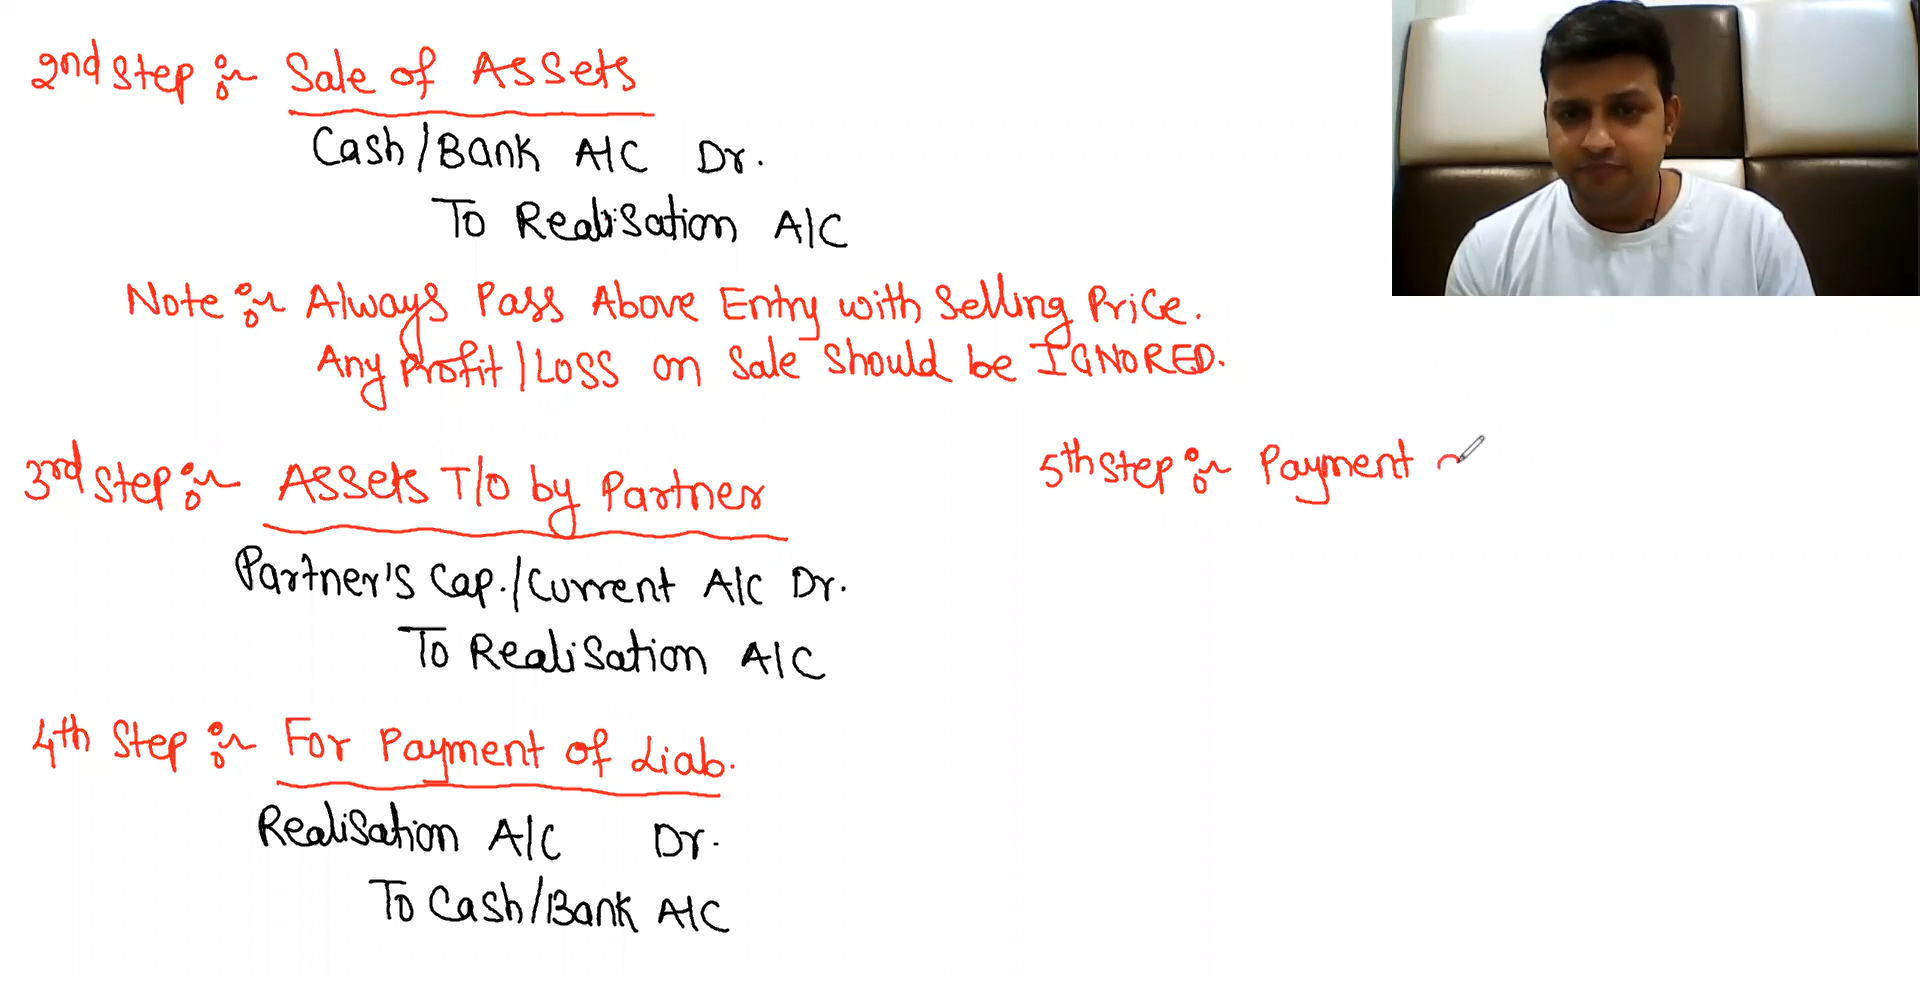 2nd Step :- Sale of Assets
Cash/Bank A/C Dr.
To Realisation A/C
Note :- Always Pass Above Entry with Selling Price.
Any Profit/Loss on Sale should be IGNORED.
3rd Step :- Assets T/O by Partner
Partner's Cap./Current A/C Dr.
To Realisation A/C
4th Step :- For Payment of Liab.
Realisation A/C Dr.
To Cash/Bank A/C
5th Step :- Payment